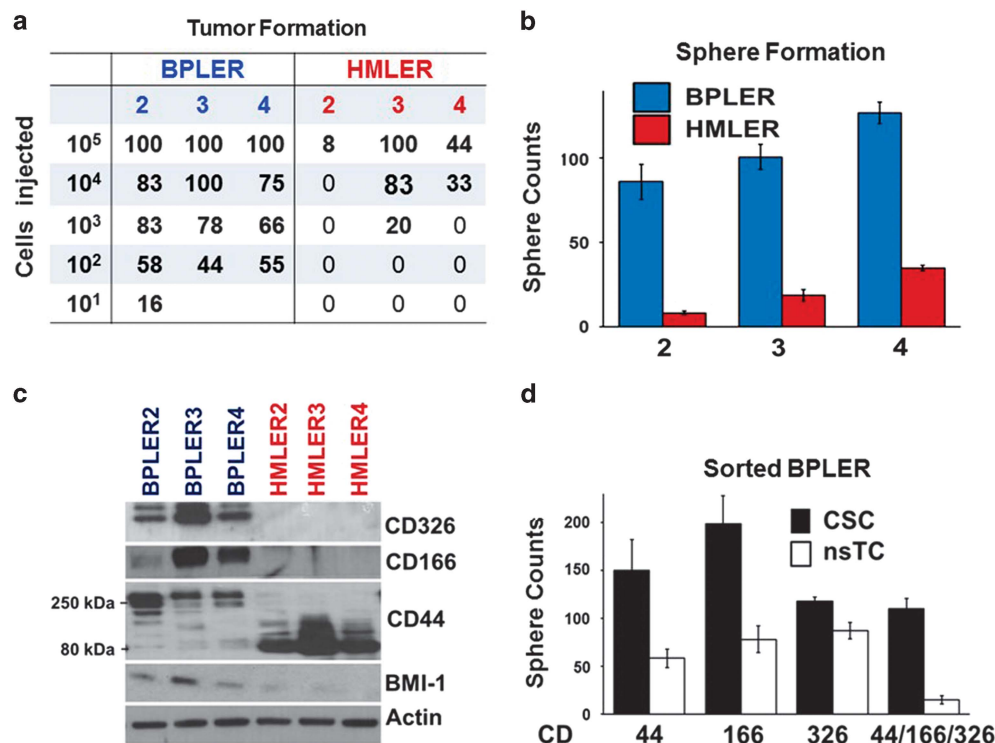 a
Tumor Formation
BPLER HMLER
2 3 4 2 3 4
Cells injected
10⁵ 100 100 100 8 100 44
10⁴ 83 100 75 0 83 33
10³ 83 78 66 0 20 0
10² 58 44 55 0 0 0
10¹ 16 0 0 0
b
Sphere Formation
BPLER
HMLER
Sphere Counts
100
50
0
2 3 4
c
BPLER2 BPLER3 BPLER4 HMLER2 HMLER3 HMLER4
CD326
CD166
250 kDa
CD44
80 kDa
BMI-1
Actin
d
Sorted BPLER
CSC
nsTC
Sphere Counts
200
150
100
50
0
CD 44 166 326 44/166/326